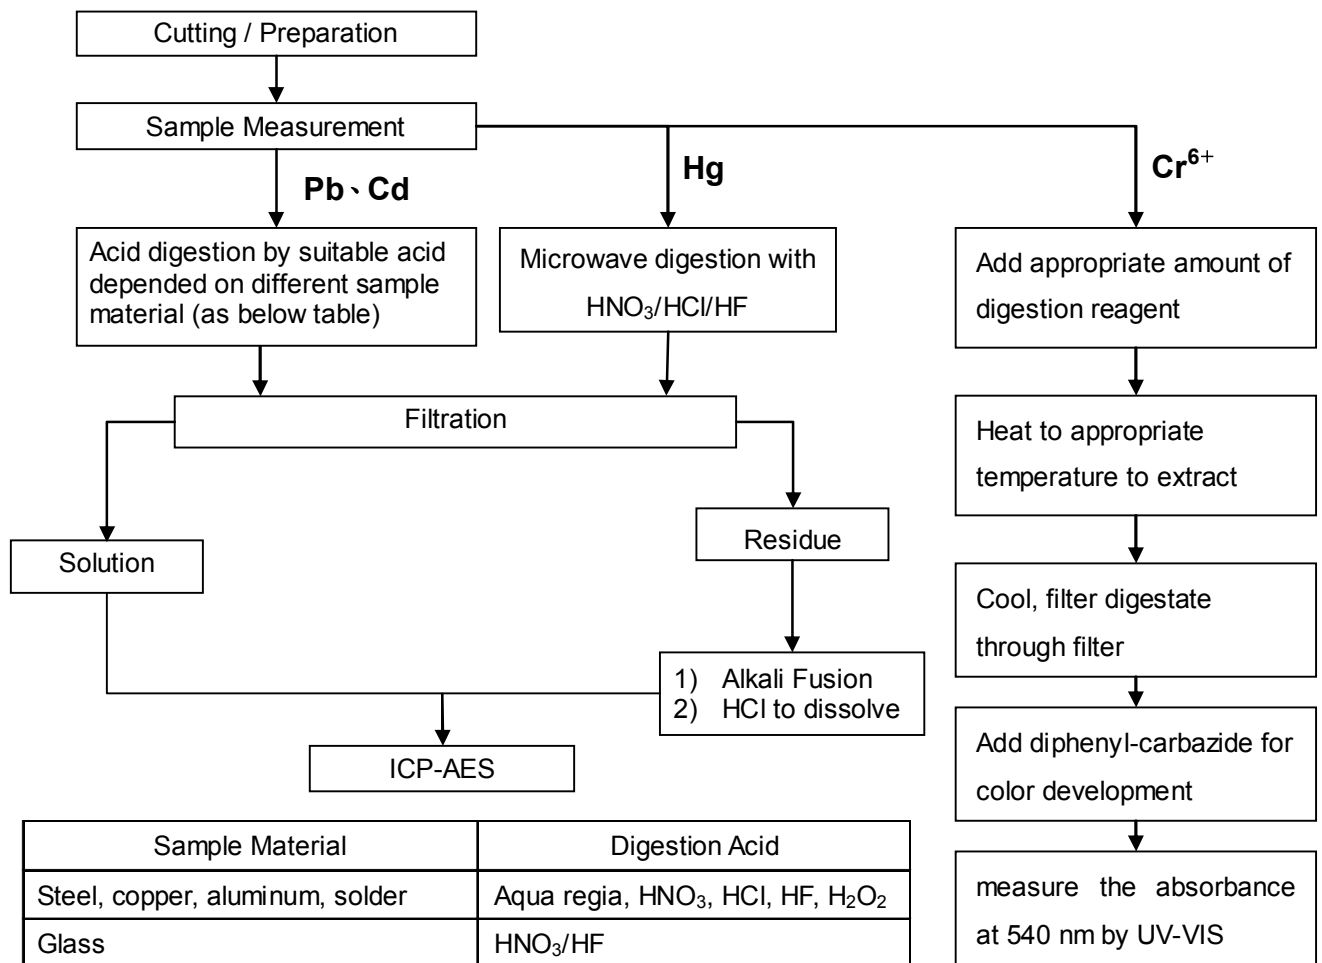 Cutting / Preparation
Sample Measurement
Pb、Cd
Hg
Cr⁶⁺
Acid digestion by suitable acid
depended on different sample
material (as below table)
Microwave digestion with
HNO₃/HCl/HF
Add appropriate amount of
digestion reagent
Filtration
Heat to appropriate
temperature to extract
Solution
Residue
Cool, filter digestate
through filter
1) Alkali Fusion
2) HCl to dissolve
ICP-AES
Add diphenyl-carbazide for
color development
measure the absorbance
at 540 nm by UV-VIS
Sample Material Digestion Acid
Steel, copper, aluminum, solder Aqua regia, HNO₃, HCl, HF, H₂O₂
Glass HNO₃/HF